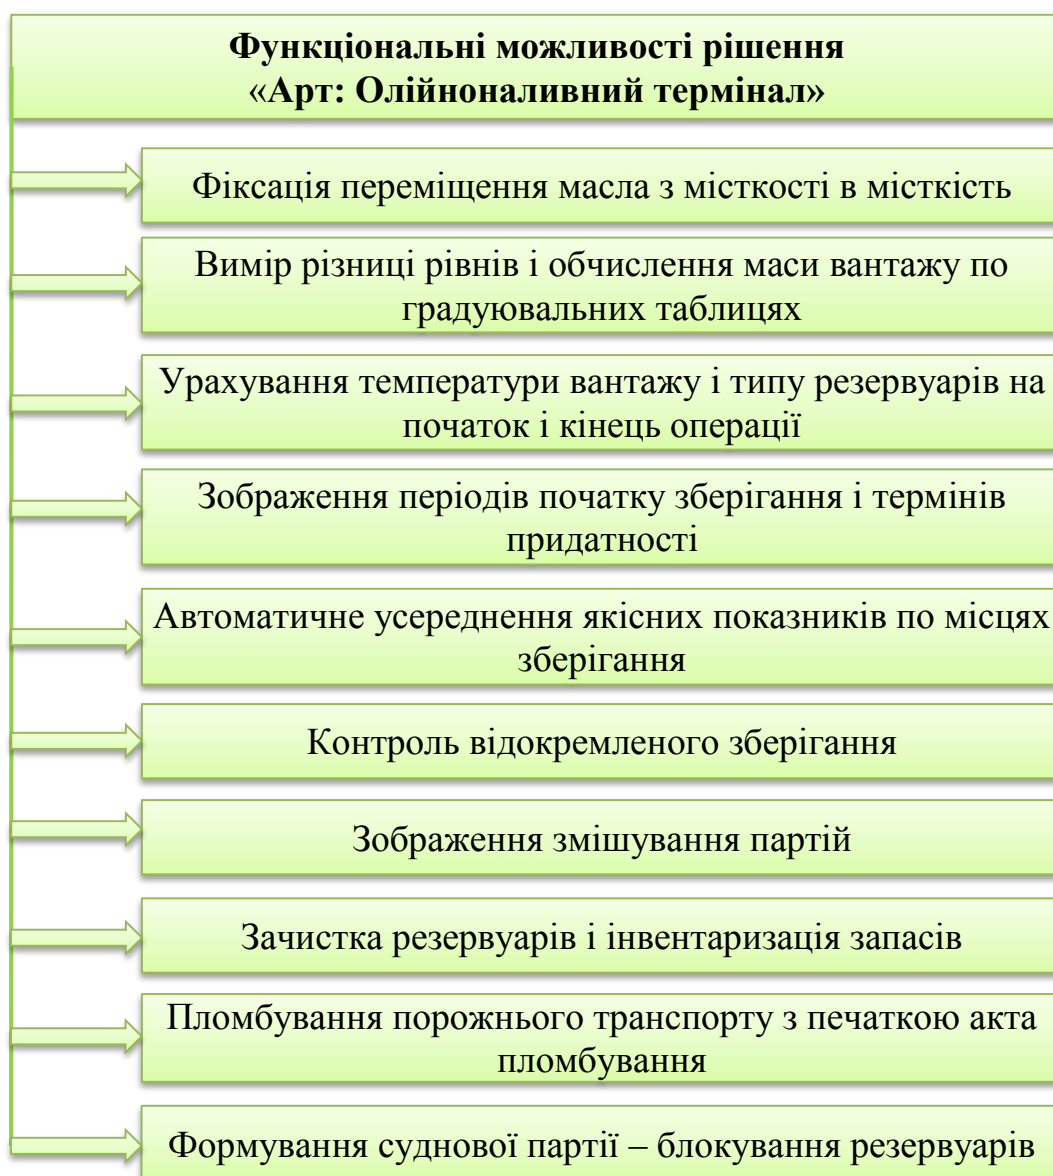 Функціональні можливості рішення
«Арт: Олійноналивний термінал»
Фіксація переміщення масла з місткості в місткість
Вимір різниці рівнів і обчислення маси вантажу по
градуювальних таблицях
Урахування температури вантажу і типу резервуарів на
початок і кінець операції
Зображення періодів початку зберігання і термінів
придатності
Автоматичне усереднення якісних показників по місцях
зберігання
Контроль відокремленого зберігання
Зображення змішування партій
Зачистка резервуарів і інвентаризація запасів
Пломбування порожнього транспорту з печаткою акта
пломбування
Формування суднової партії – блокування резервуарів